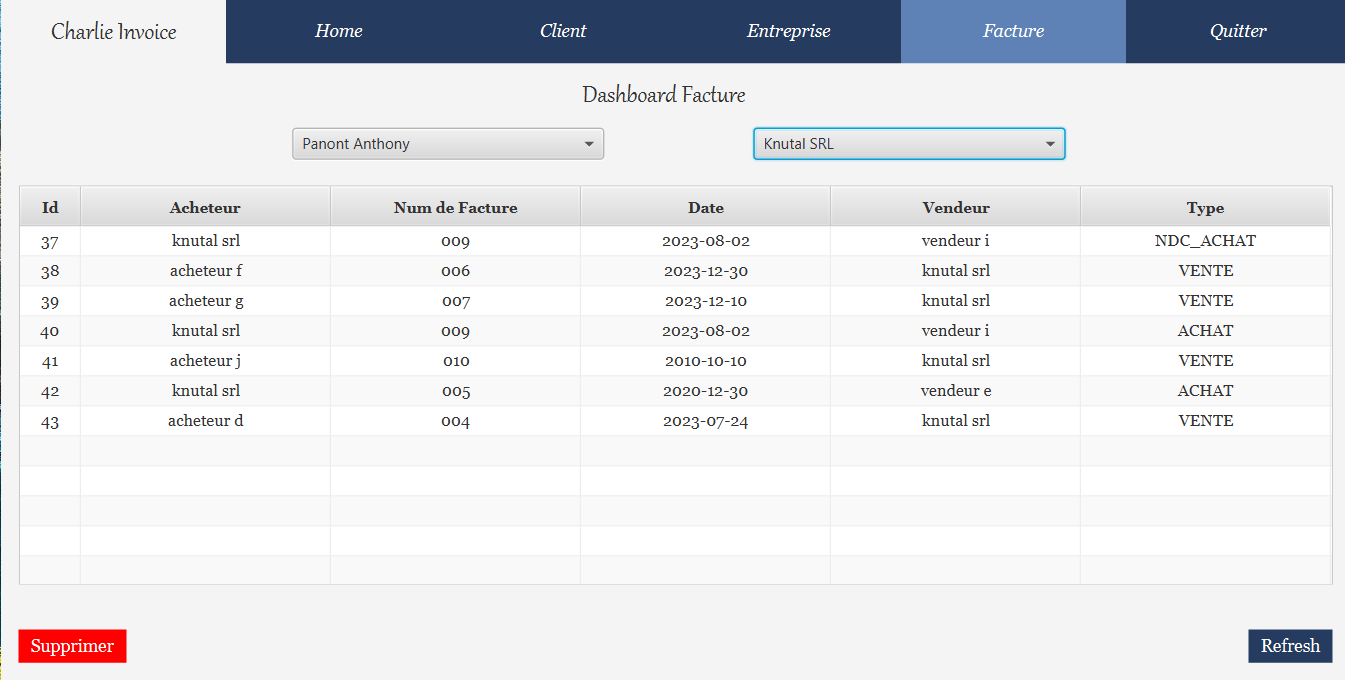 Charlie Invoice Home Client Entreprise Facture Quitter
Dashboard Facture
Panont Anthony Knutal SRL
Id Acheteur Num de Facture Date Vendeur Type
37 knutal srl 009 2023-08-02 vendeur i NDC_ACHAT
38 acheteur f 006 2023-12-30 knutal srl VENTE
39 acheteur g 007 2023-12-10 knutal srl VENTE
40 knutal srl 009 2023-08-02 vendeur i ACHAT
41 acheteur j 010 2010-10-10 knutal srl VENTE
42 knutal srl 005 2020-12-30 vendeur e ACHAT
43 acheteur d 004 2023-07-24 knutal srl VENTE
Supprimer Refresh